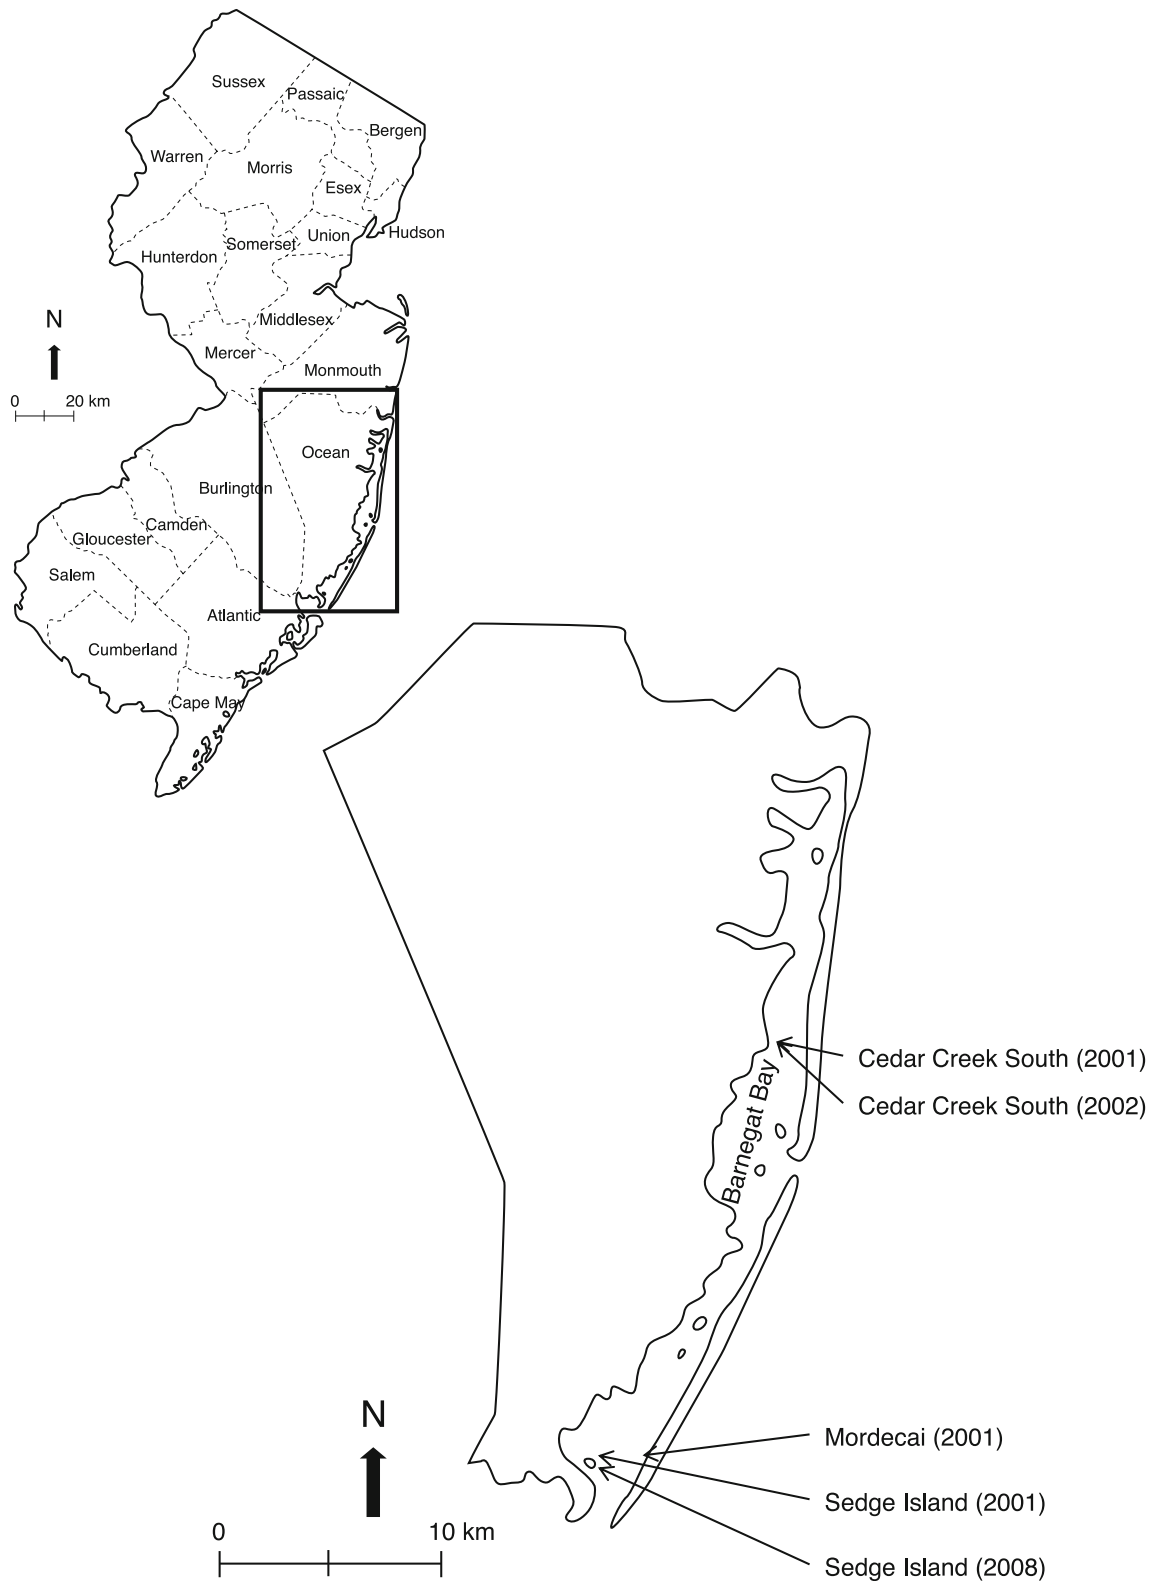 Sussex
Passaic
Bergen
Warren
Morris
Esex
Hudson
Union
Somerset
Hunterdon
Middlesex
N
Mercer
Monmouth
0 20 km
Ocean
Burlington
Camden
Gloucester
Salem
Atlantic
Cumberland
Cape May
Cedar Creek South (2001)
Barnegat Bay
Cedar Creek South (2002)
N
Mordecai (2001)
Sedge Island (2001)
0 10 km
Sedge Island (2008)